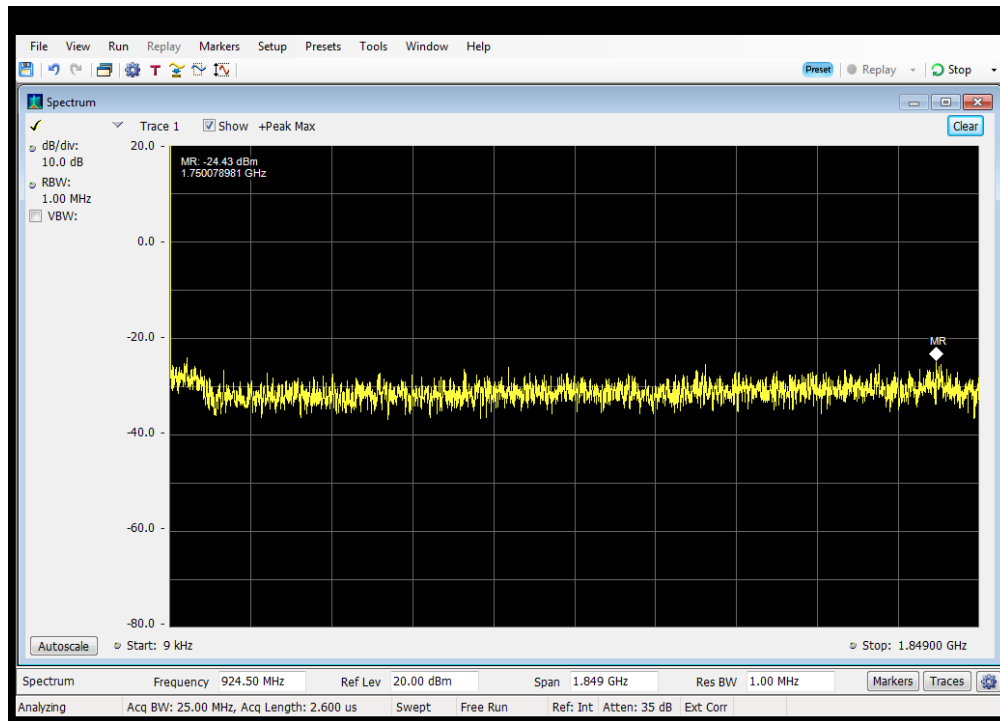 File View Run Replay Markers Setup Presets Tools Window Help
T Preset Replay Stop
Spectrum
Trace 1 Show +Peak Max Clear
dB/div:
10.0 dB
RBW:
1.00 MHz
VBW:
20.0 -
0.0 -
-20.0 -
-40.0 -
-60.0 -
-80.0 -
MR: -24.43 dBm
1.750078981 GHz
MR
Autoscale Start: 9 kHz Stop: 1.84900 GHz
Spectrum Frequency 924.50 MHz Ref Lev 20.00 dBm Span 1.849 GHz Res BW 1.00 MHz Markers Traces
Analyzing Acq BW: 25.00 MHz, Acq Length: 2.600 us Swept Free Run Ref: Int Atten: 35 dB Ext Corr